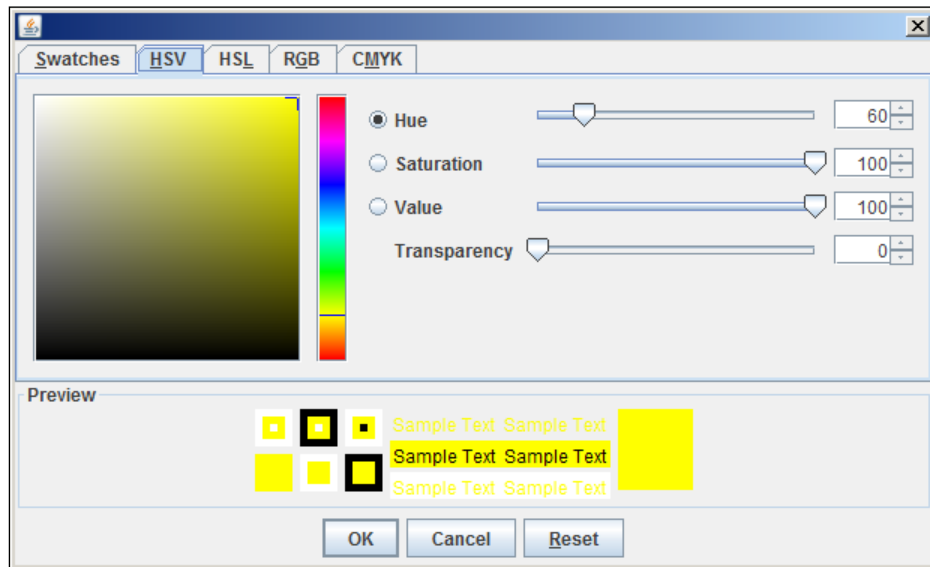 Swatches HSV HSL RGB CMYK
Hue 60
Saturation 100
Value 100
Transparency 0
Preview
Sample Text Sample Text
Sample Text Sample Text
Sample Text Sample Text
OK Cancel Reset